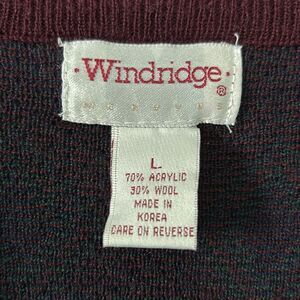 ·Windridge·
®
L
70% ACRYLIC
30% WOOL
MADE IN
KOREA
CARE ON REVERSE